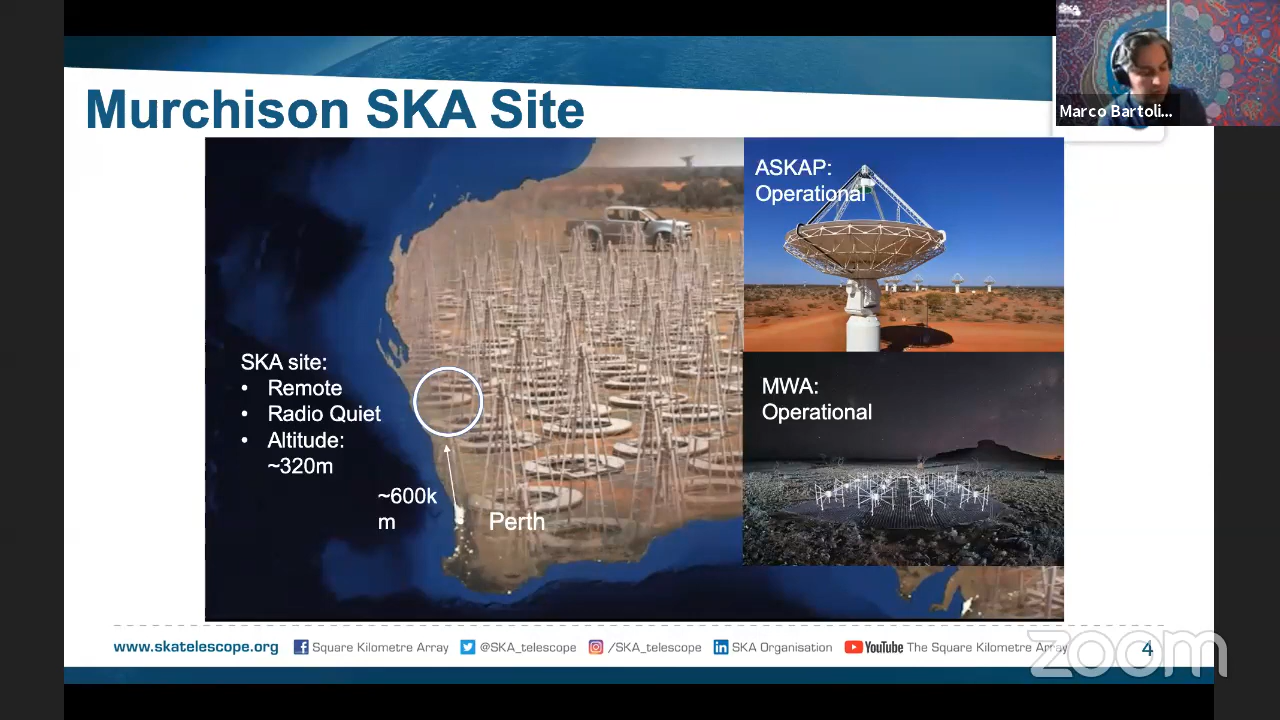 SKA
Marco Bartoli...
Murchison SKA Site
SKA site:
• Remote
• Radio Quiet
• Altitude:
~320m
~600k
m
Perth
ASKAP:
Operational
MWA:
Operational
www.skatelescope.org
Square Kilometre Array
@SKA_telescope
/SKA_telescope
SKA Organisation
YouTube The Square Kilometre Array
4
zoom